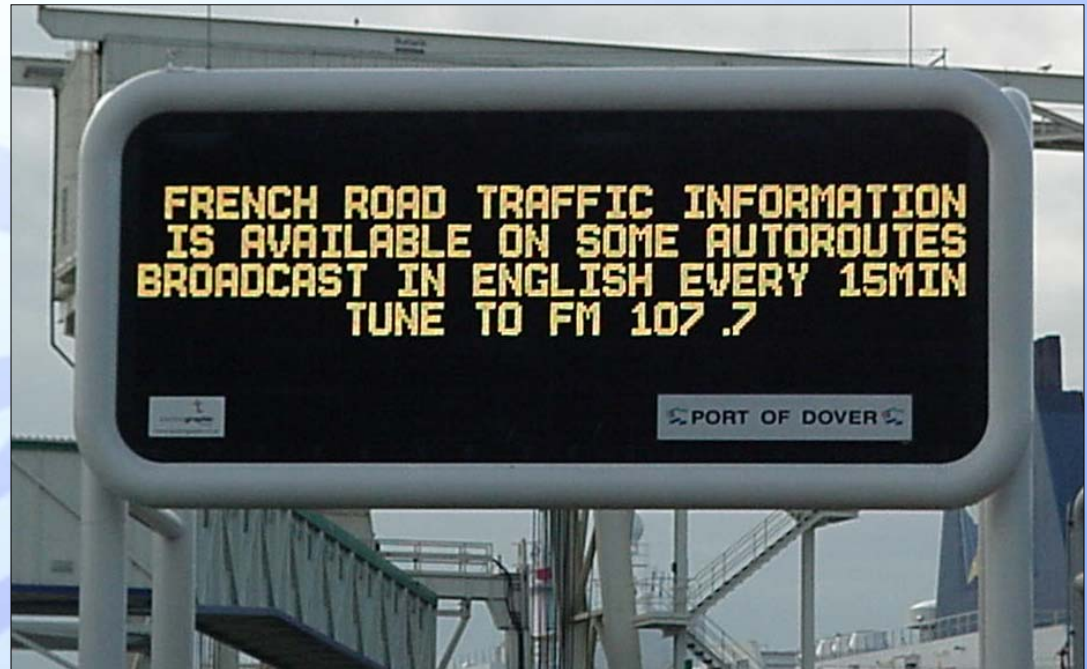 FRENCH ROAD TRAFFIC INFORMATION
IS AVAILABLE ON SOME AUTOROUTES
BROADCAST IN ENGLISH EVERY 15MIN
TUNE TO FM 107.7
PORT OF DOVER